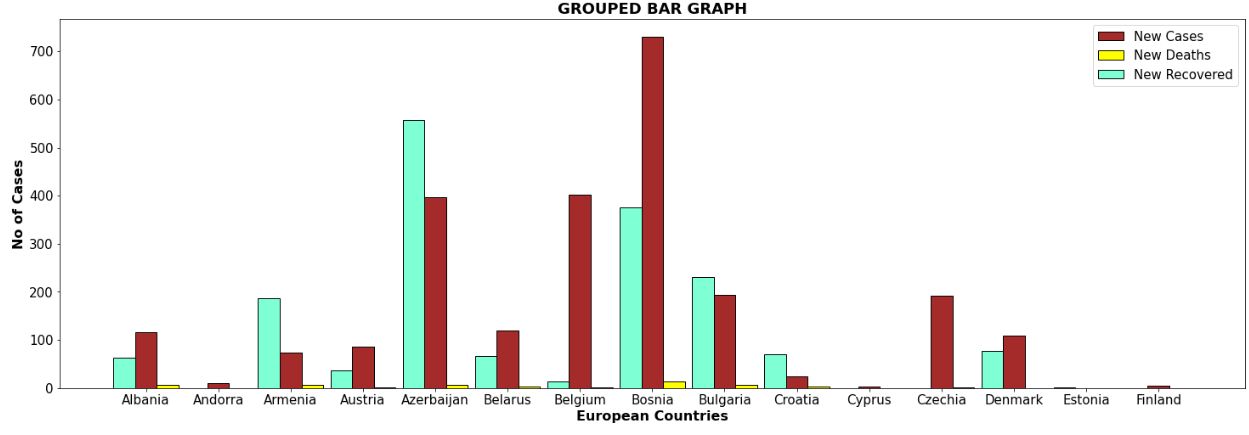 GROUPED BAR GRAPH
New Cases
New Deaths
New Recovered
700
600
500
400
300
200
100
0
No of Cases
Albania Andorra Armenia Austria Azerbaijan Belarus Belgium Bosnia Bulgaria Croatia Cyprus Czechia Denmark Estonia Finland
European Countries